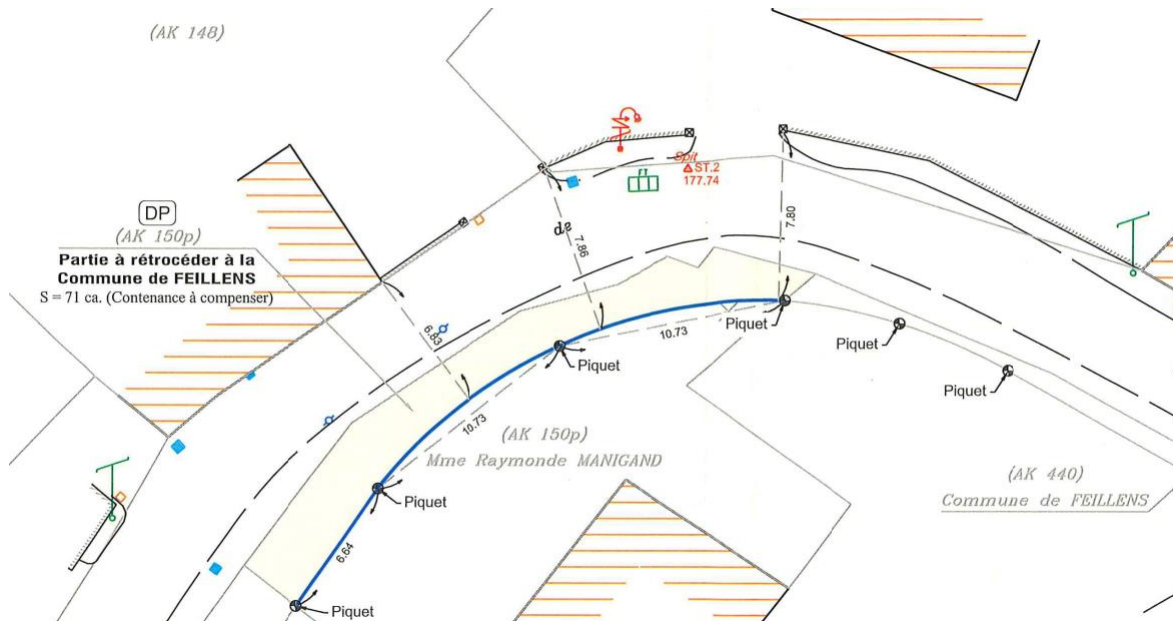 (AK 148)
DP
(AK 150p)
Partie à rétrocéder à la
Commune de FEILLENS
S = 71 ca. (Contenance à compenser)
Spit
ST.2
177.74
7.86
7.80
6.83
10.73
10.73
6.64
Piquet
Piquet
Piquet
Piquet
Piquet
Piquet
(AK 150p)
Mme Raymonde MANIGAND
(AK 440)
Commune de FEILLENS